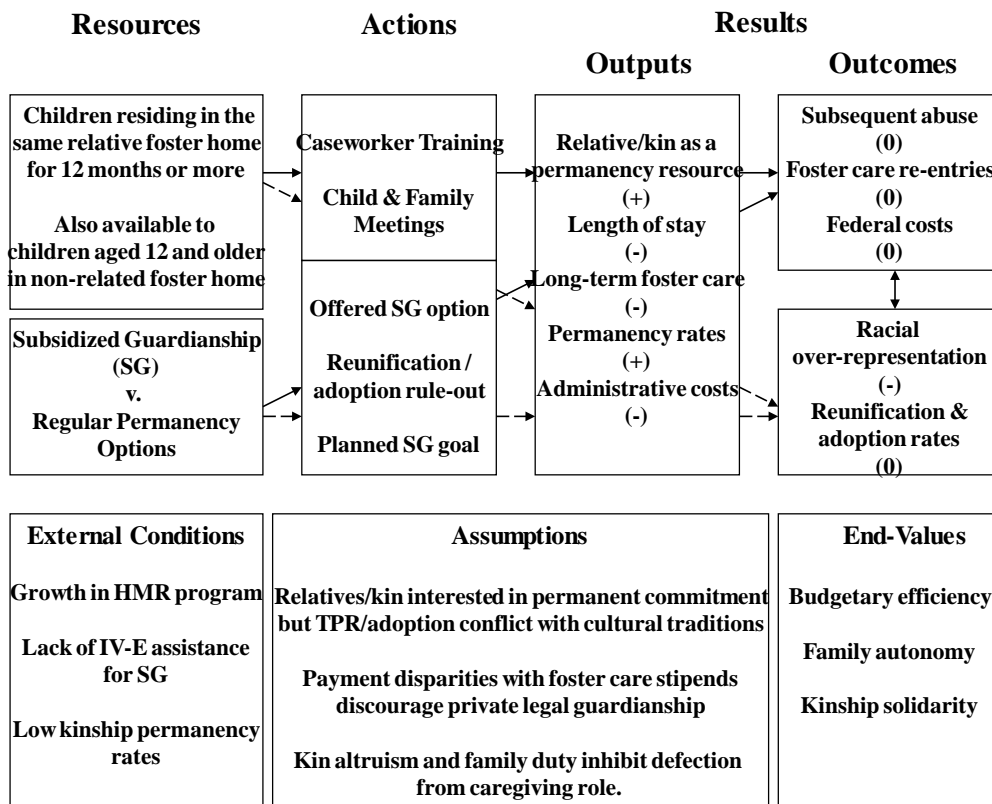 Resources
Actions
Results
Outputs
Outcomes
Children residing in the
same relative foster home
for 12 months or more
Also available to
children aged 12 and older
in non-related foster home
Subsidized Guardianship
(SG)
v.
Regular Permanency
Options
Caseworker Training
Child & Family
Meetings
Offered SG option
Reunification /
adoption rule-out
Planned SG goal
Relative/kin as a
permanency resource
(+)
Length of stay
(-)
Long-term foster care
(-)
Permanency rates
(+)
Administrative costs
(-)
Subsequent abuse
(0)
Foster care re-entries
(0)
Federal costs
(0)
Racial
over-representation
(-)
Reunification &
adoption rates
(0)
External Conditions
Growth in HMR program
Lack of IV-E assistance
for SG
Low kinship permanency
rates
Assumptions
Relatives/kin interested in permanent commitment
but TPR/adoption conflict with cultural traditions
Payment disparities with foster care stipends
discourage private legal guardianship
Kin altruism and family duty inhibit defection
from caregiving role.
End-Values
Budgetary efficiency
Family autonomy
Kinship solidarity